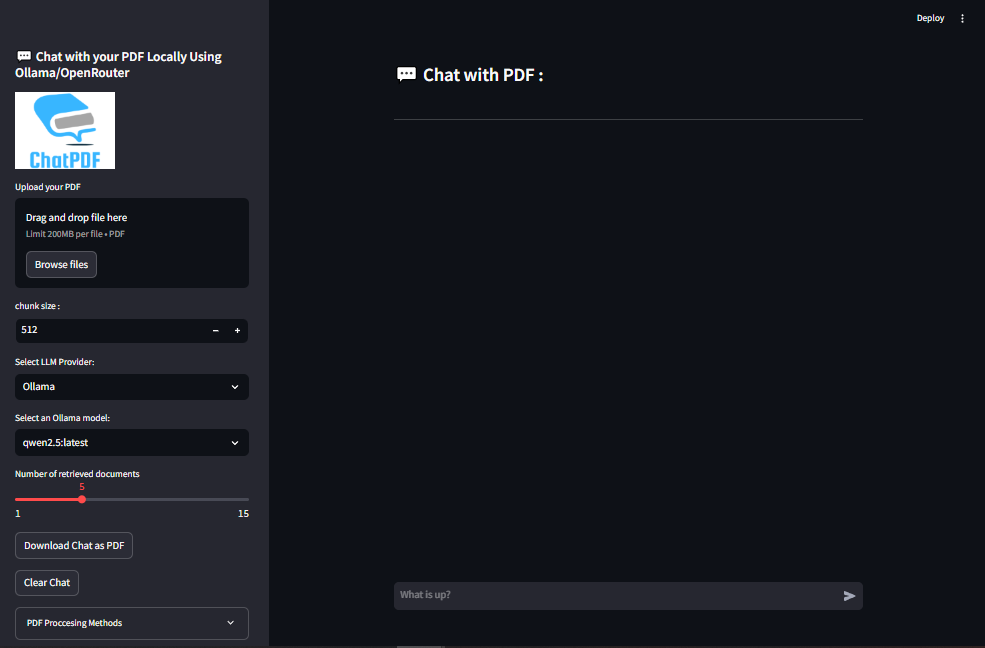 Deploy
💬 Chat with your PDF Locally Using
Ollama/OpenRouter
ChatPDF
Upload your PDF
Drag and drop file here
Limit 200MB per file • PDF
Browse files
chunk size :
512
Select LLM Provider:
Ollama
Select an Ollama model:
qwen2.5:latest
Number of retrieved documents
5
1 15
Download Chat as PDF
Clear Chat
PDF Proccesing Methods
💬 Chat with PDF :
What is up?